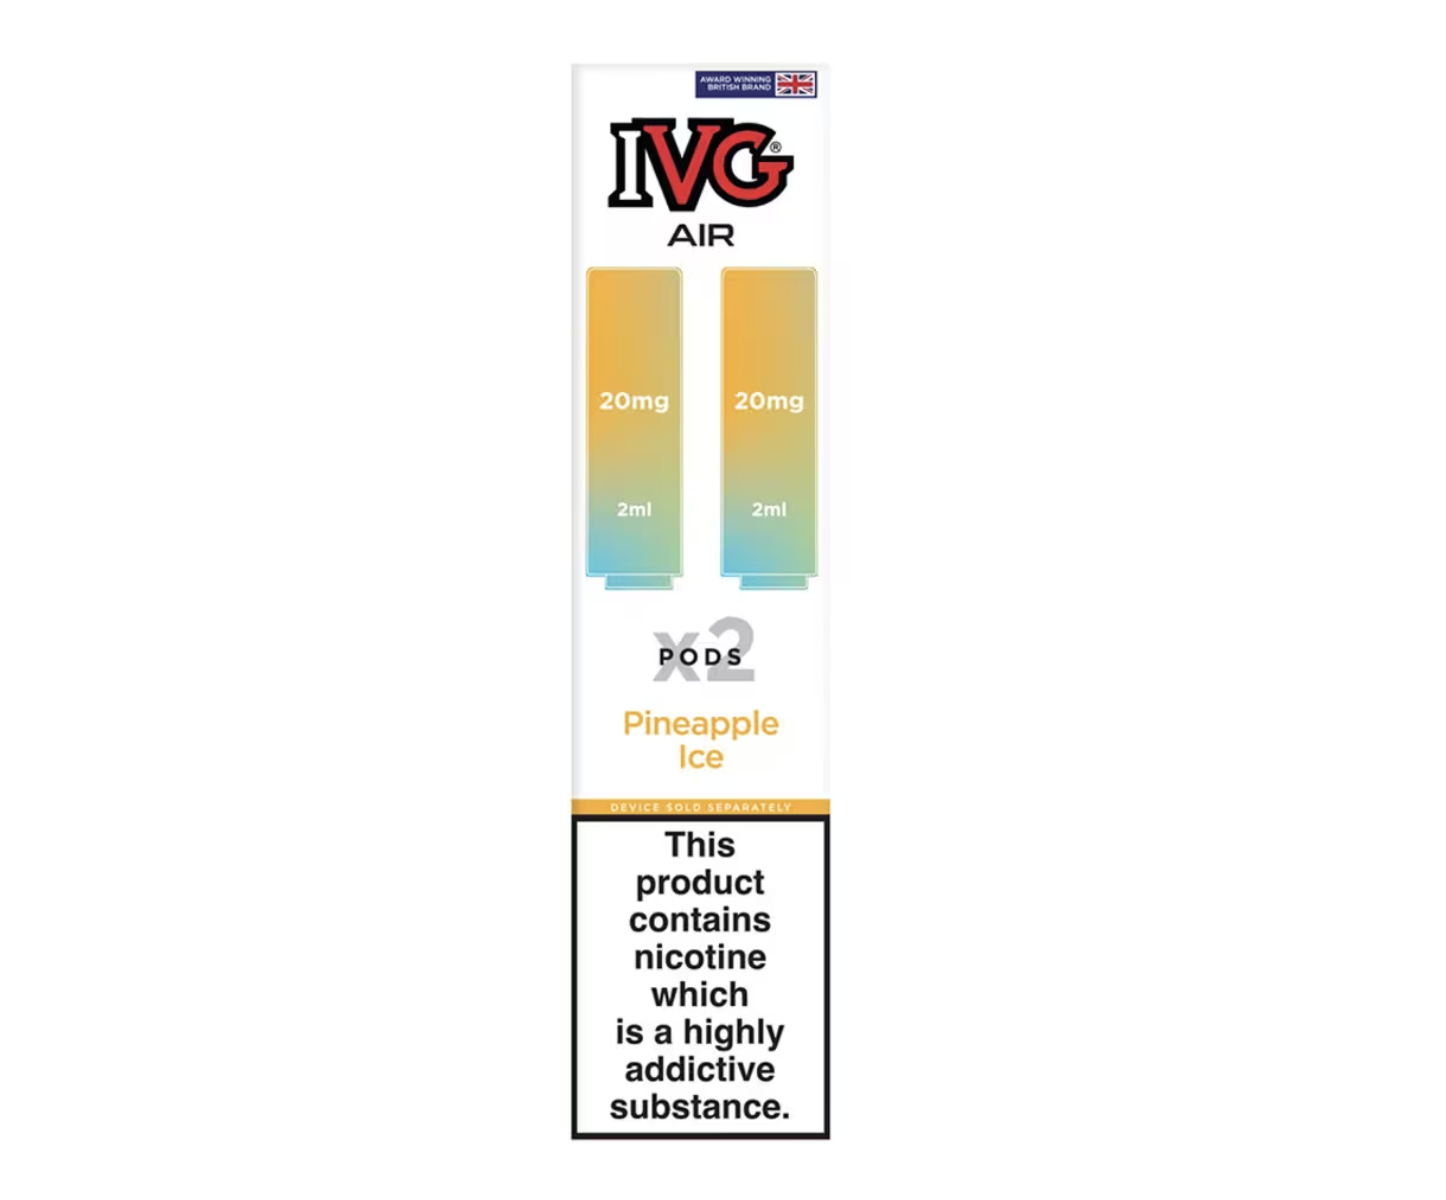 AWARD WINNING
BRITISH BRAND
IVG®
AIR
20mg 20mg
2ml 2ml
x2
PODS
Pineapple
Ice
DEVICE SOLD SEPARATELY
This
product
contains
nicotine
which
is a highly
addictive
substance.